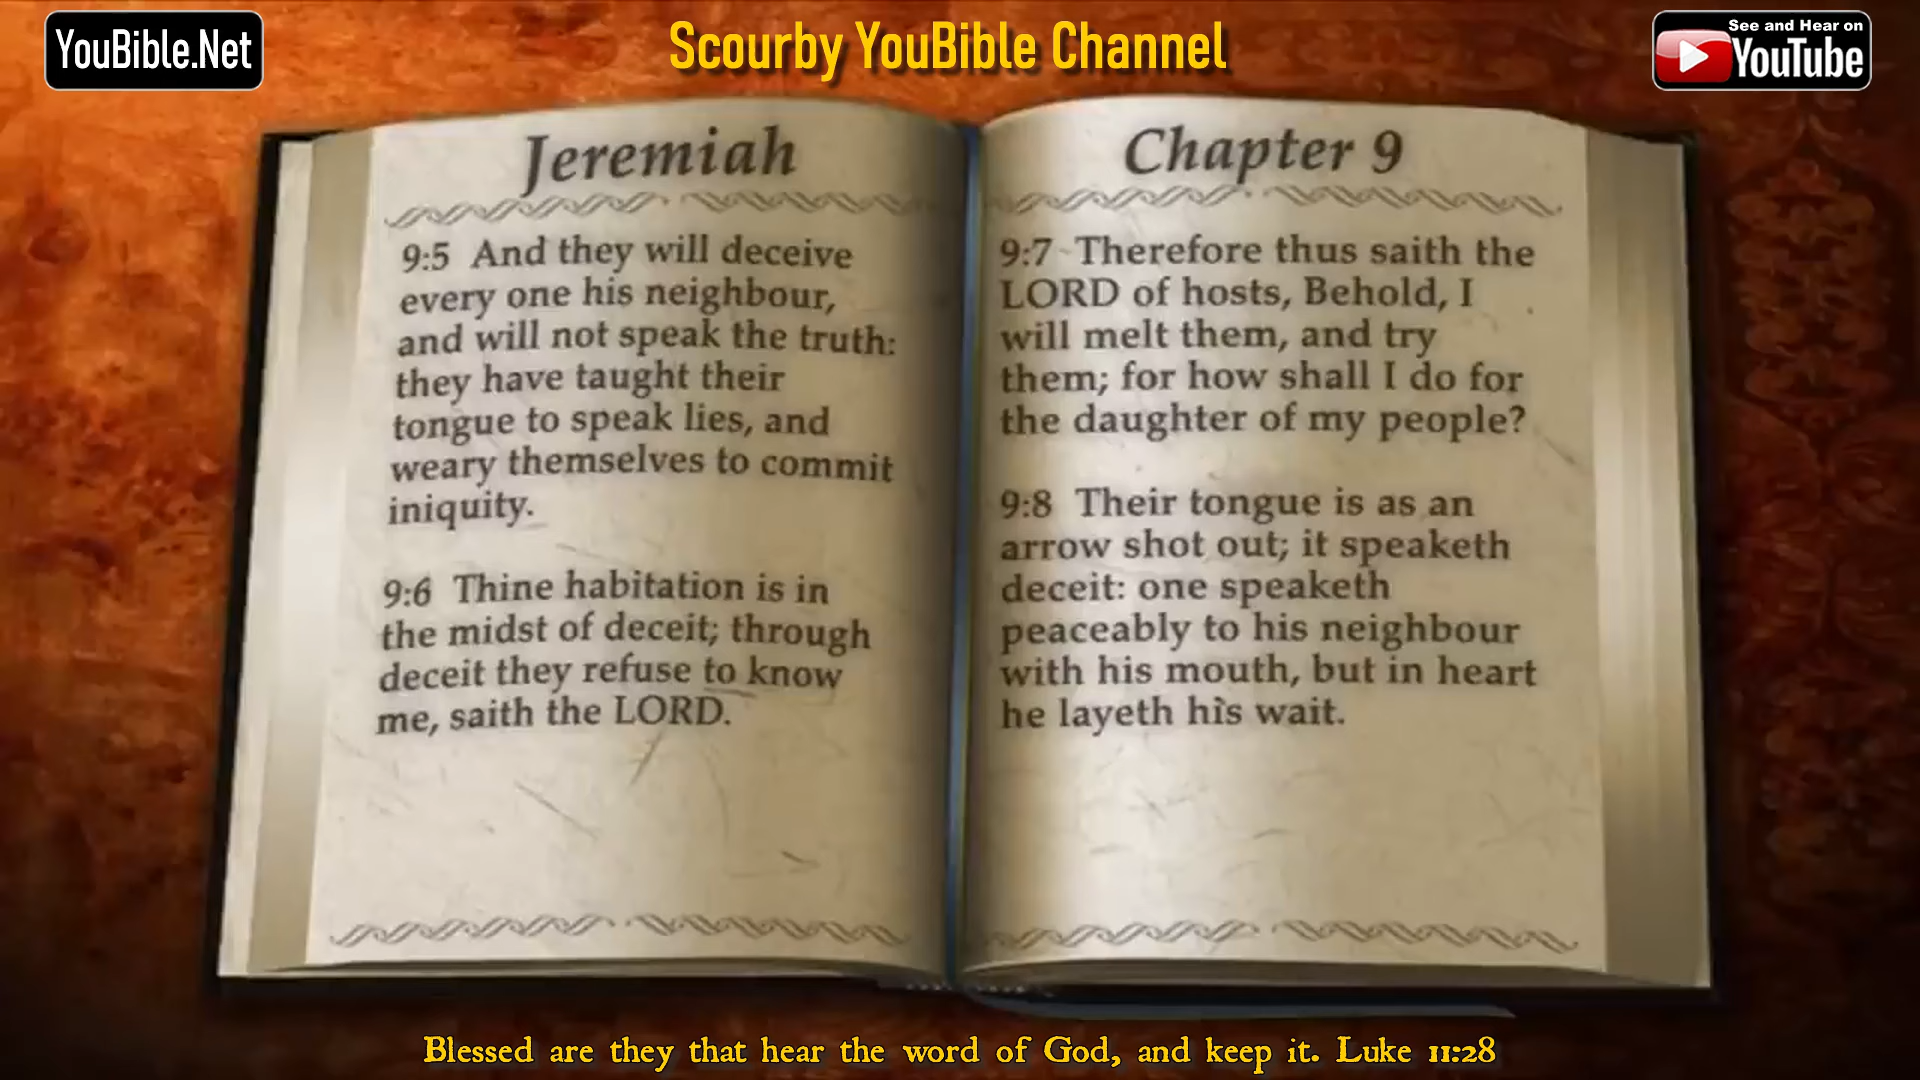 YouBible.Net
Scourby YouBible Channel
See and Hear on
YouTube
Jeremiah
9:5 And they will deceive
every one his neighbour,
and will not speak the truth:
they have taught their
tongue to speak lies, and
weary themselves to commit
iniquity.
9:6 Thine habitation is in
the midst of deceit; through
deceit they refuse to know
me, saith the LORD.
Chapter 9
9:7 Therefore thus saith the
LORD of hosts, Behold, I
will melt them, and try
them; for how shall I do for
the daughter of my people?
9:8 Their tongue is as an
arrow shot out; it speaketh
deceit: one speaketh
peaceably to his neighbour
with his mouth, but in heart
he layeth his wait.
Blessed are they that hear the word of God, and keep it. Luke 11:28